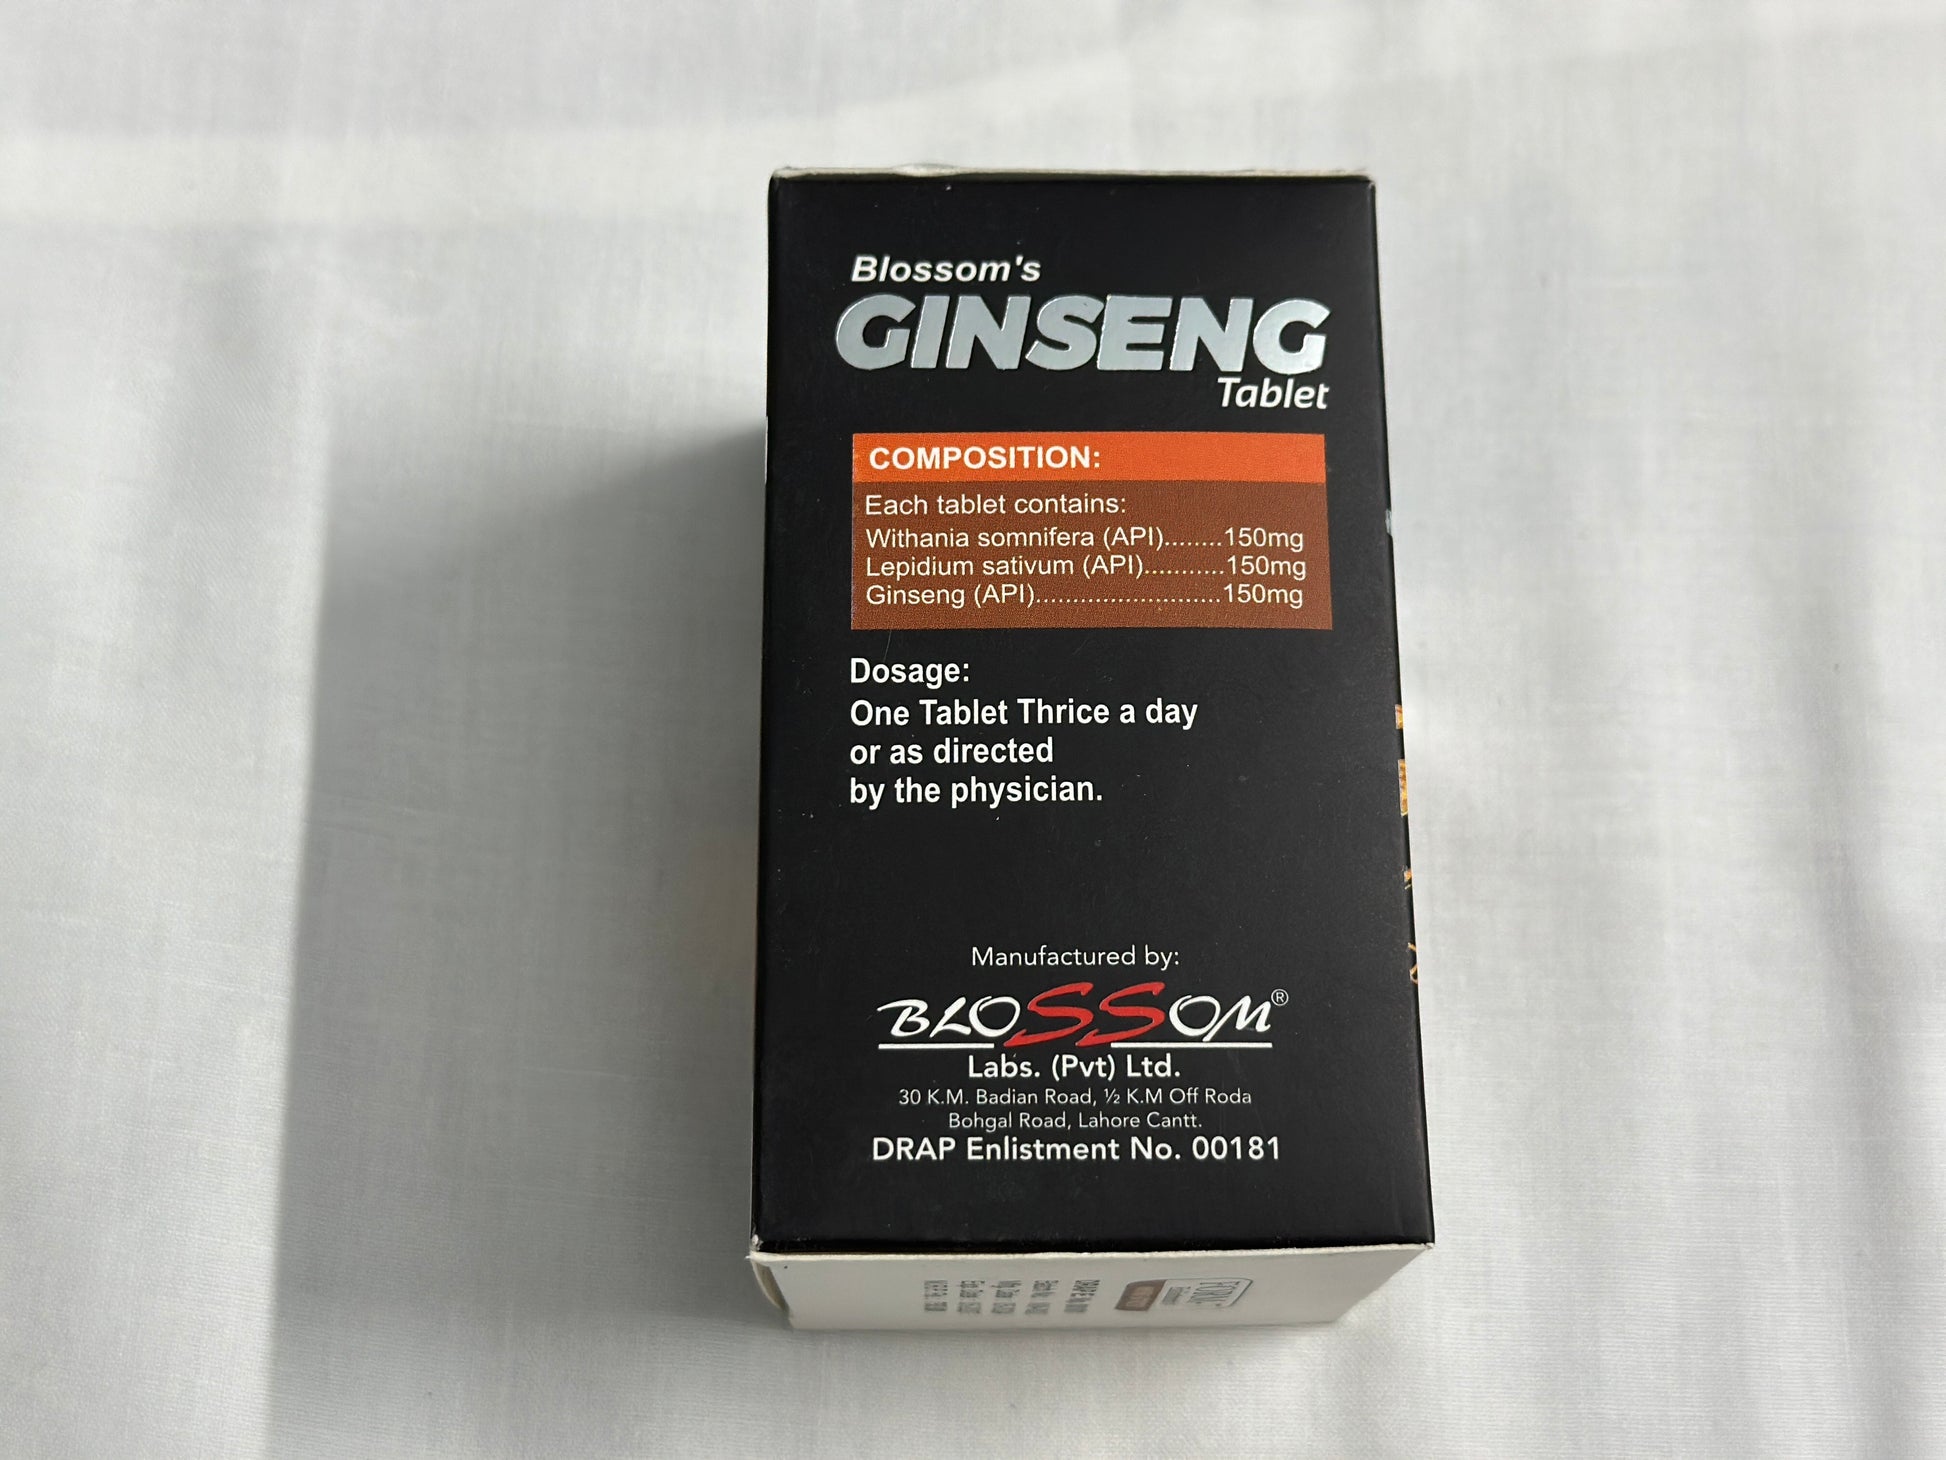 Blossom's
GINSENG
Tablet
COMPOSITION:
Each tablet contains:
Withania somnifera (API)........150mg
Lepidium sativum (API)...........150mg
Ginseng (API).........................150mg
Dosage:
One Tablet Thrice a day
or as directed
by the physician.
Manufactured by:
BLOSSOM®
Labs. (Pvt) Ltd.
30 K.M. Badian Road, ½ K.M Off Roda
Bohgal Road, Lahore Cantt.
DRAP Enlistment No. 00181